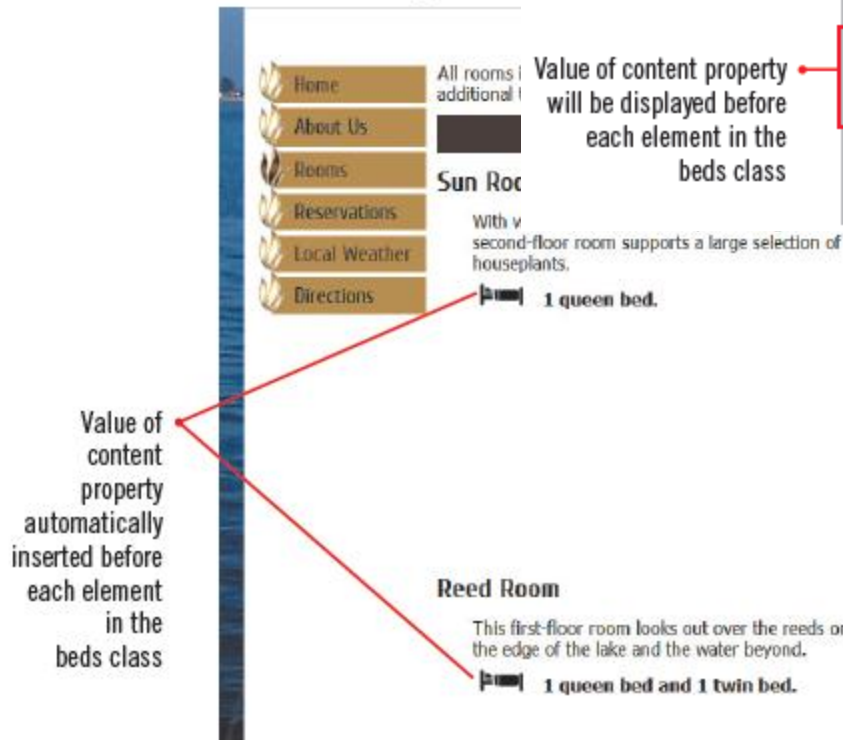 Home
About Us
Rooms
Reservations
Local Weather
Directions
All rooms
additional
Value of content property
will be displayed before
each element in the
beds class
Sun
With
second-floor room supports a large selection of
houseplants.
1 queen bed.
Value of
content
property
automatically
inserted before
each element
in the
beds class
Reed Room
This first-floor room looks out over the reeds
the edge of the lake and the water beyond.
1 queen bed and 1 twin bed.